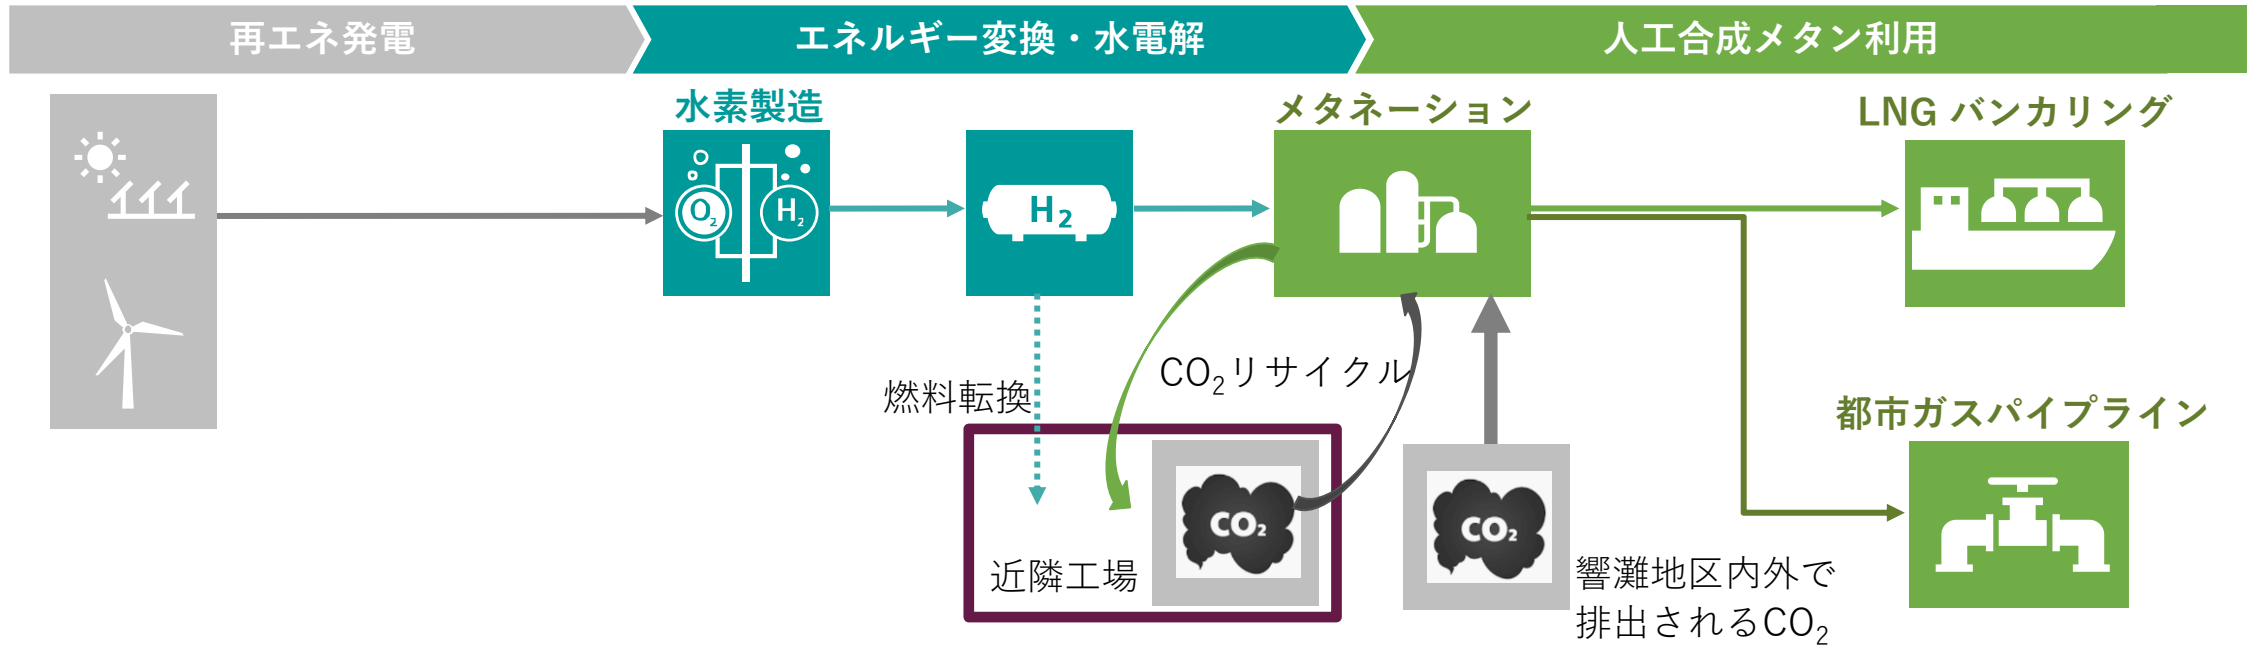 再エネ発電
エネルギー変換・水電解
人工合成メタン利用
水素製造
メタネーション
LNG バンカリング
O₂
H₂
H₂
CO₂リサイクル
燃料転換
都市ガスパイプライン
CO₂
CO₂
近隣工場
響灘地区内外で
排出されるCO₂